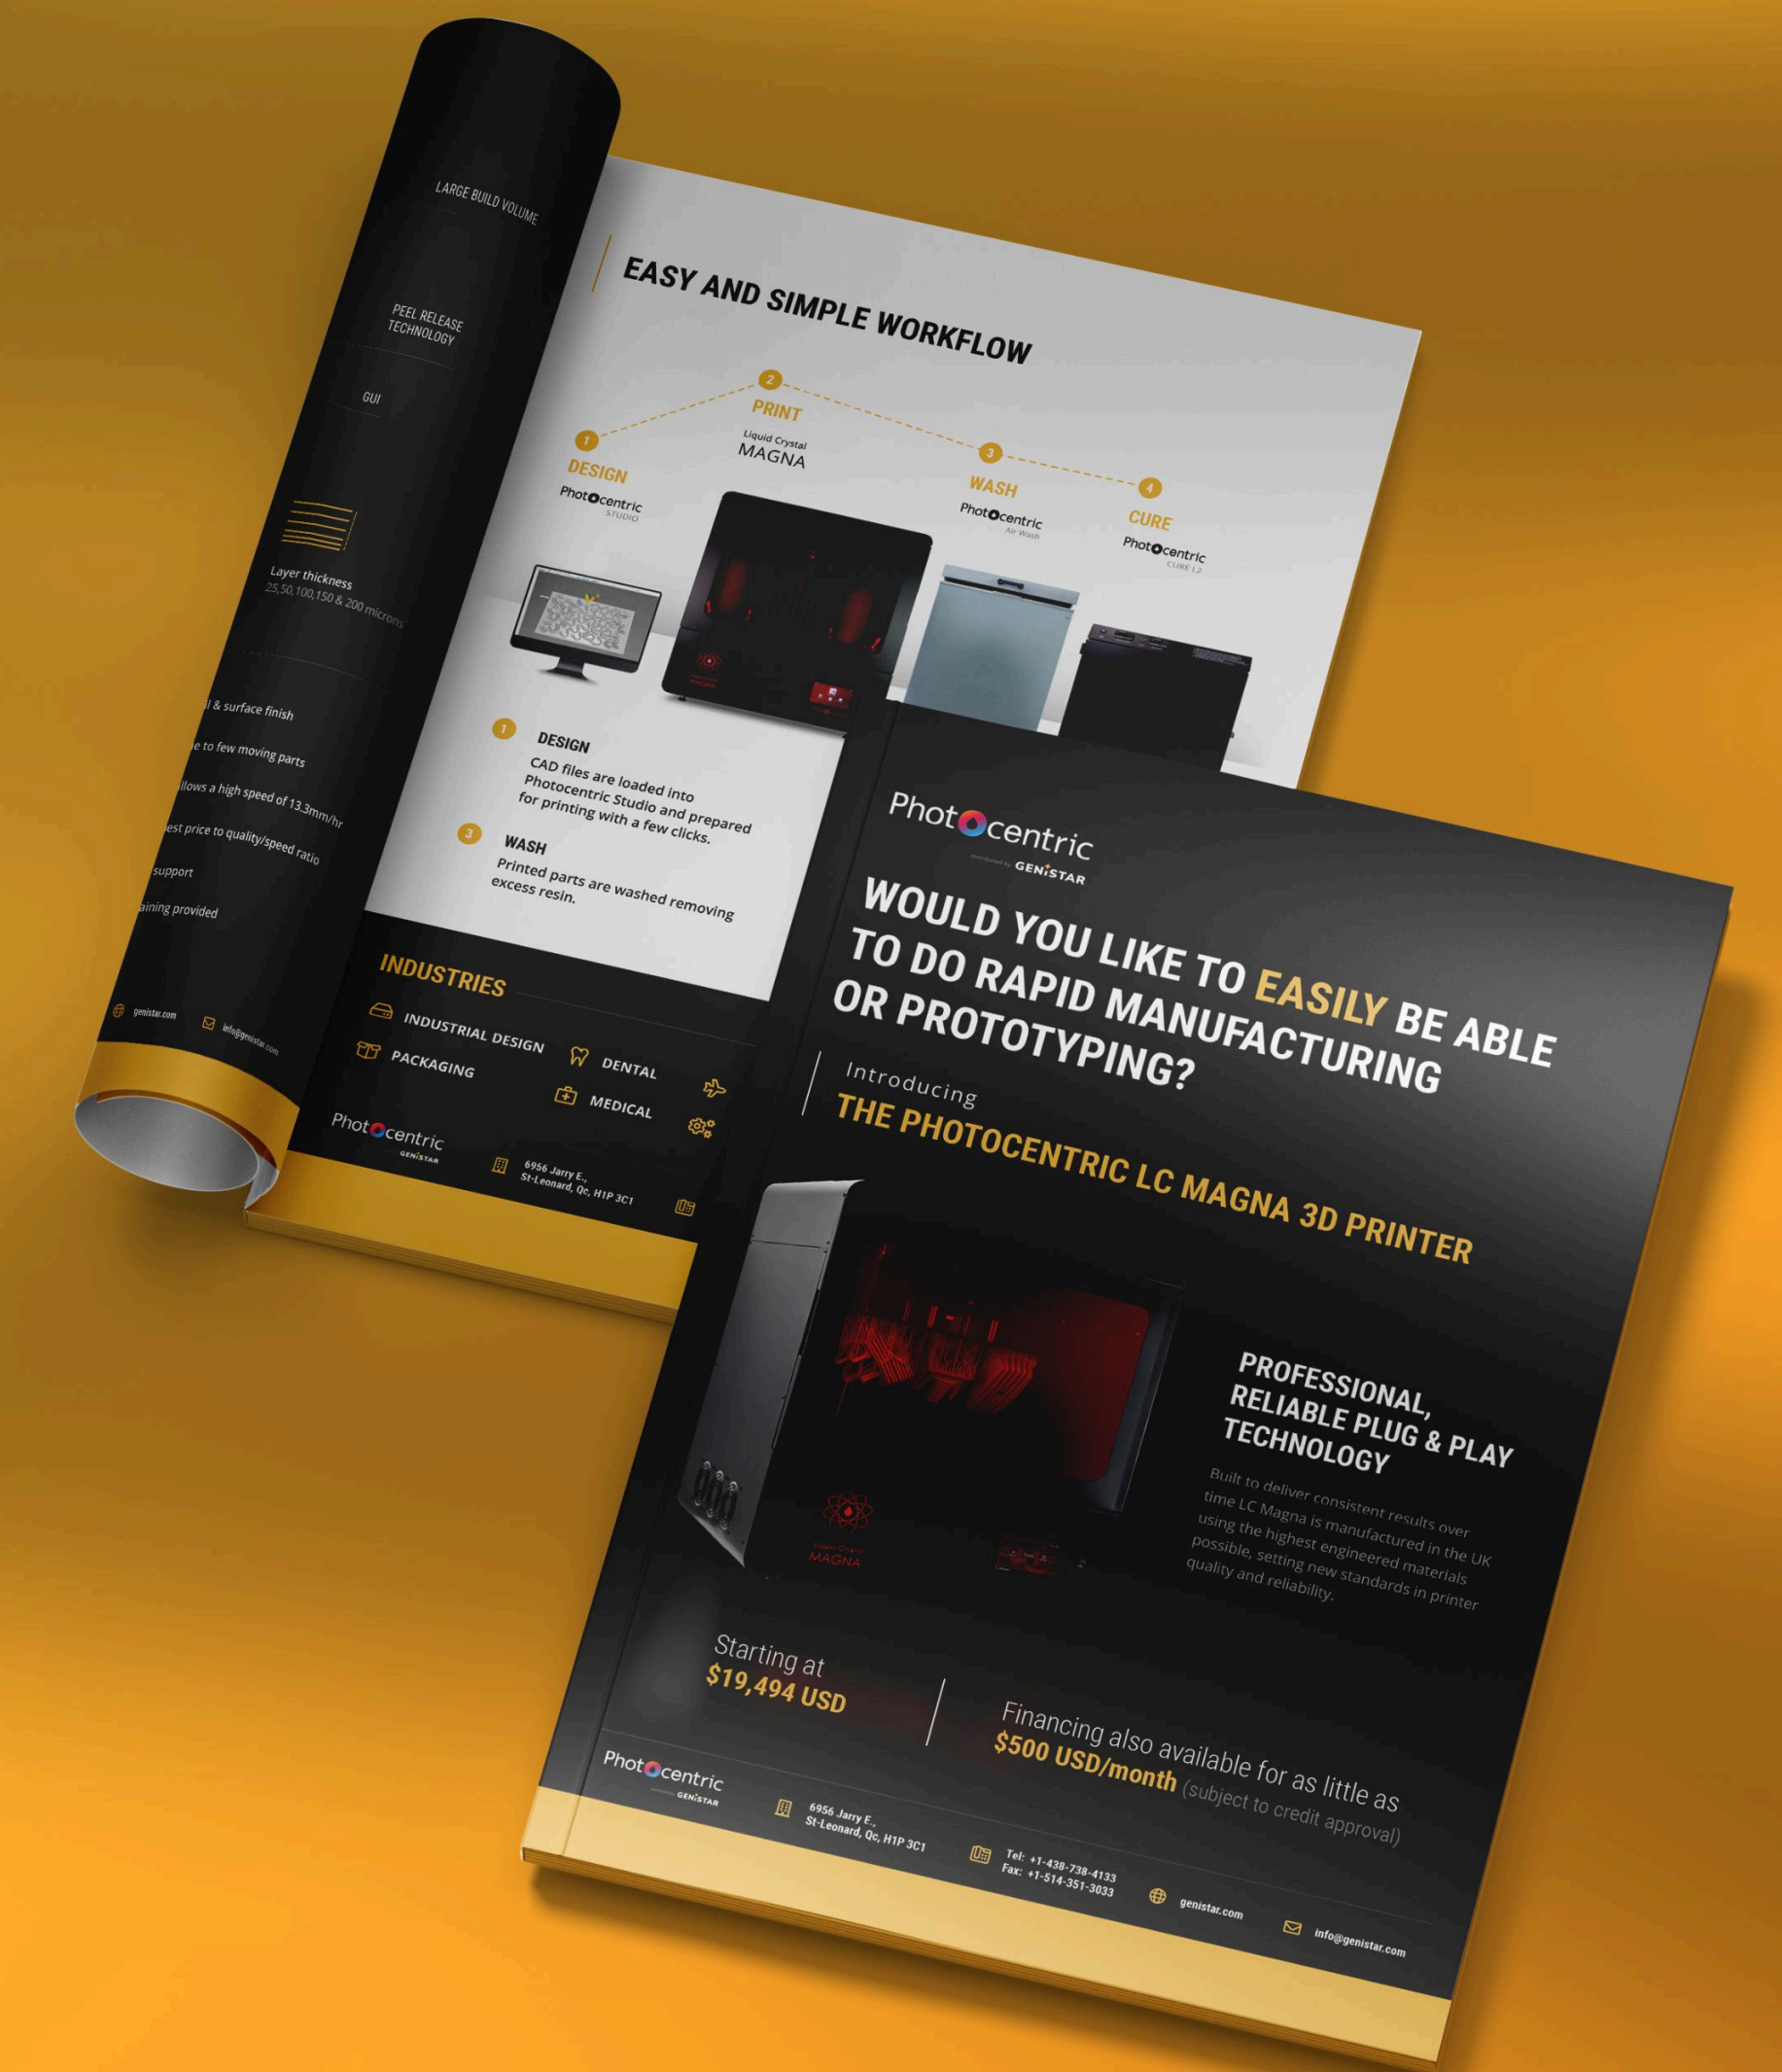 LARGE BUILD VOLUME
PEEL RELEASE
TECHNOLOGY
GUI
Layer thickness
25,50,100,150 & 200 microns
& surface finish
to few moving parts
a high speed of 13.3mm/hr
price to quality/speed ratio
support
provided
genistar.com
info@genistar.com
EASY AND SIMPLE WORKFLOW
1
DESIGN
Photocentric
STUDIO
2
PRINT
Liquid Crystal
MAGNA
3
WASH
Photocentric
Air Wash
4
CURE
Photocentric
CURE L2
MAGNA
1
DESIGN
CAD files are loaded into
Photocentric Studio and prepared
for printing with a few clicks.
3
WASH
Printed parts are washed removing
excess resin.
INDUSTRIES
INDUSTRIAL DESIGN
DENTAL
PACKAGING
MEDICAL
Photocentric
GENISTAR
6956 Jarry E.,
St-Leonard, Qc, H1P 3C1
Photocentric
distributed by GENISTAR
WOULD YOU LIKE TO EASILY BE ABLE
TO DO RAPID MANUFACTURING
OR PROTOTYPING?
Introducing
THE PHOTOCENTRIC LC MAGNA 3D PRINTER
Liquid Crystal
MAGNA
PROFESSIONAL,
RELIABLE PLUG & PLAY
TECHNOLOGY
Built to deliver consistent results over
time LC Magna is manufactured in the UK
using the highest engineered materials
possible, setting new standards in printer
quality and reliability.
Starting at
$19,494 USD
Financing also available for as little as
$500 USD/month (subject to credit approval)
Photocentric
GENISTAR
6956 Jarry E.,
St-Leonard, Qc, H1P 3C1
Tel: +1-438-738-4133
Fax: +1-514-351-3033
genistar.com
info@genistar.com